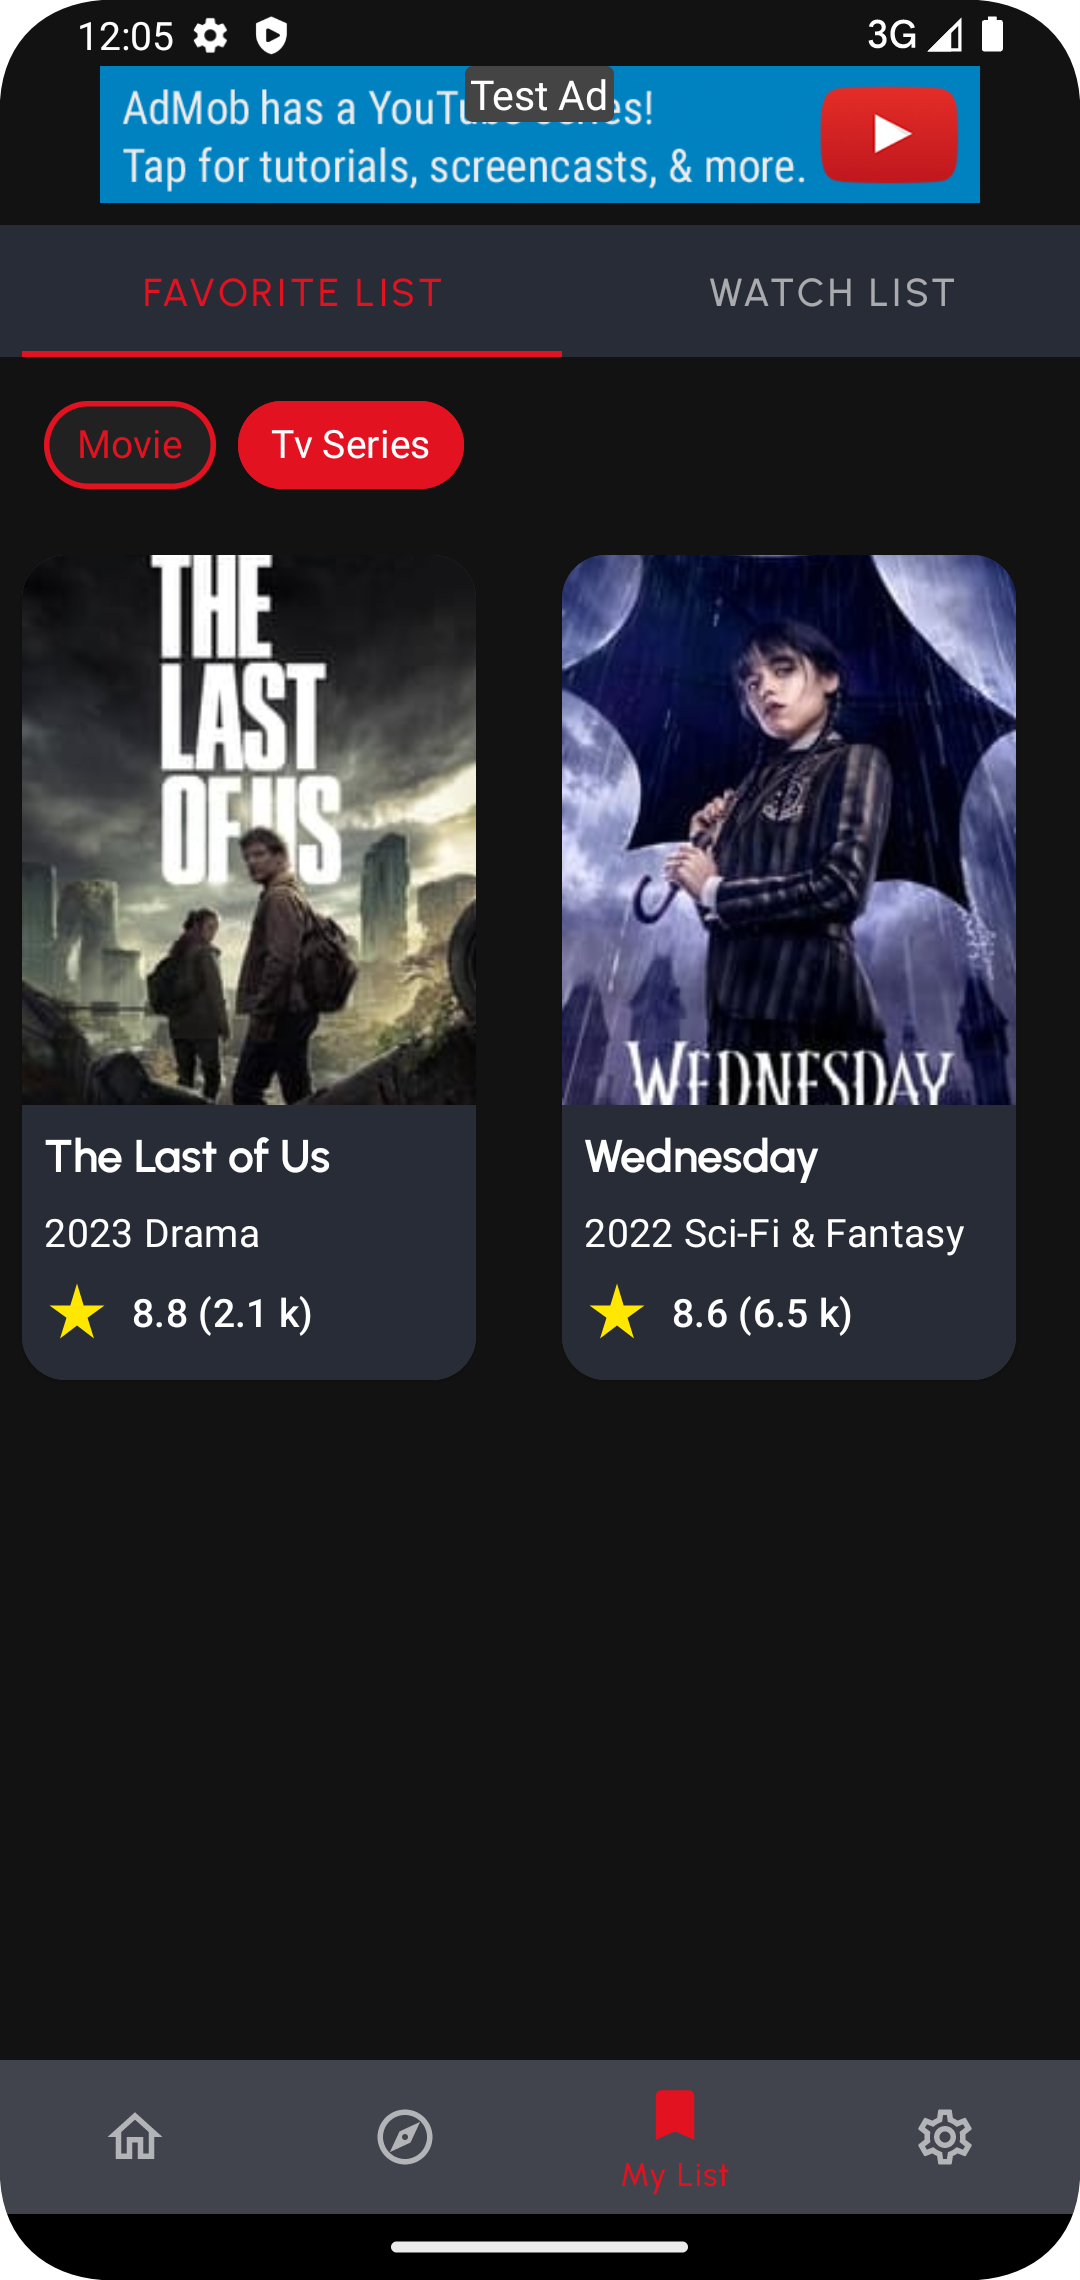 12:05
3G
Test Ad
AdMob has a YouTube Series!
Tap for tutorials, screencasts, & more.
FAVORITE LIST
WATCH LIST
Movie
Tv Series
THE
LAST
OF US
WEDNESDAY
The Last of Us
2023 Drama
8.8 (2.1 k)
Wednesday
2022 Sci-Fi & Fantasy
8.6 (6.5 k)
My List